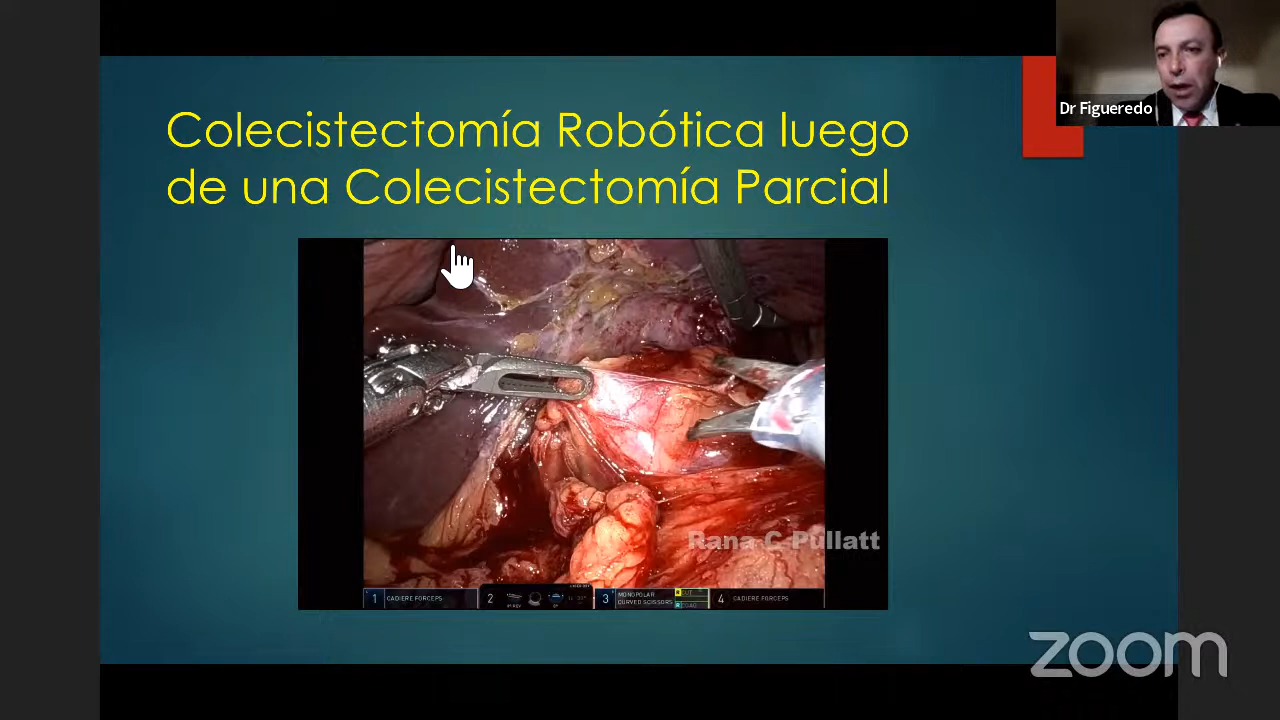 Dr Figueredo
Colecistectomía Robótica luego
de una Colecistectomía Parcial
Rana C Pullatt
1 CADIERE FORCEPS
2
3 MONOPOLAR
CURVED SCISSORS
4 CADIERE FORCEPS
zoom